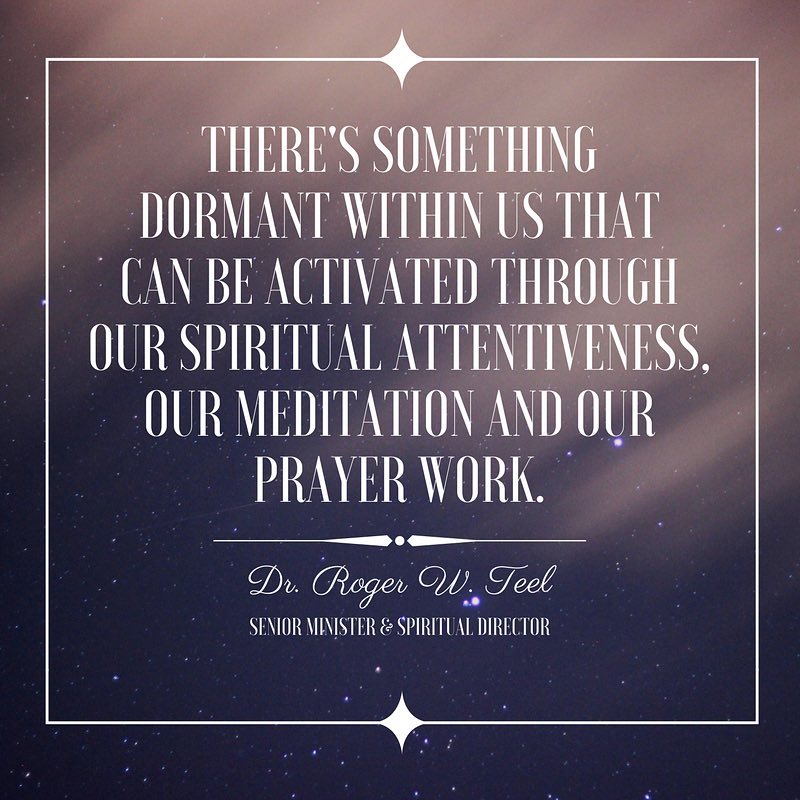 THERE'S SOMETHING
DORMANT WITHIN US THAT
CAN BE ACTIVATED THROUGH
OUR SPIRITUAL ATTENTIVENESS,
OUR MEDITATION AND OUR
PRAYER WORK.
Dr. Roger W. Teel
SENIOR MINISTER & SPIRITUAL DIRECTOR